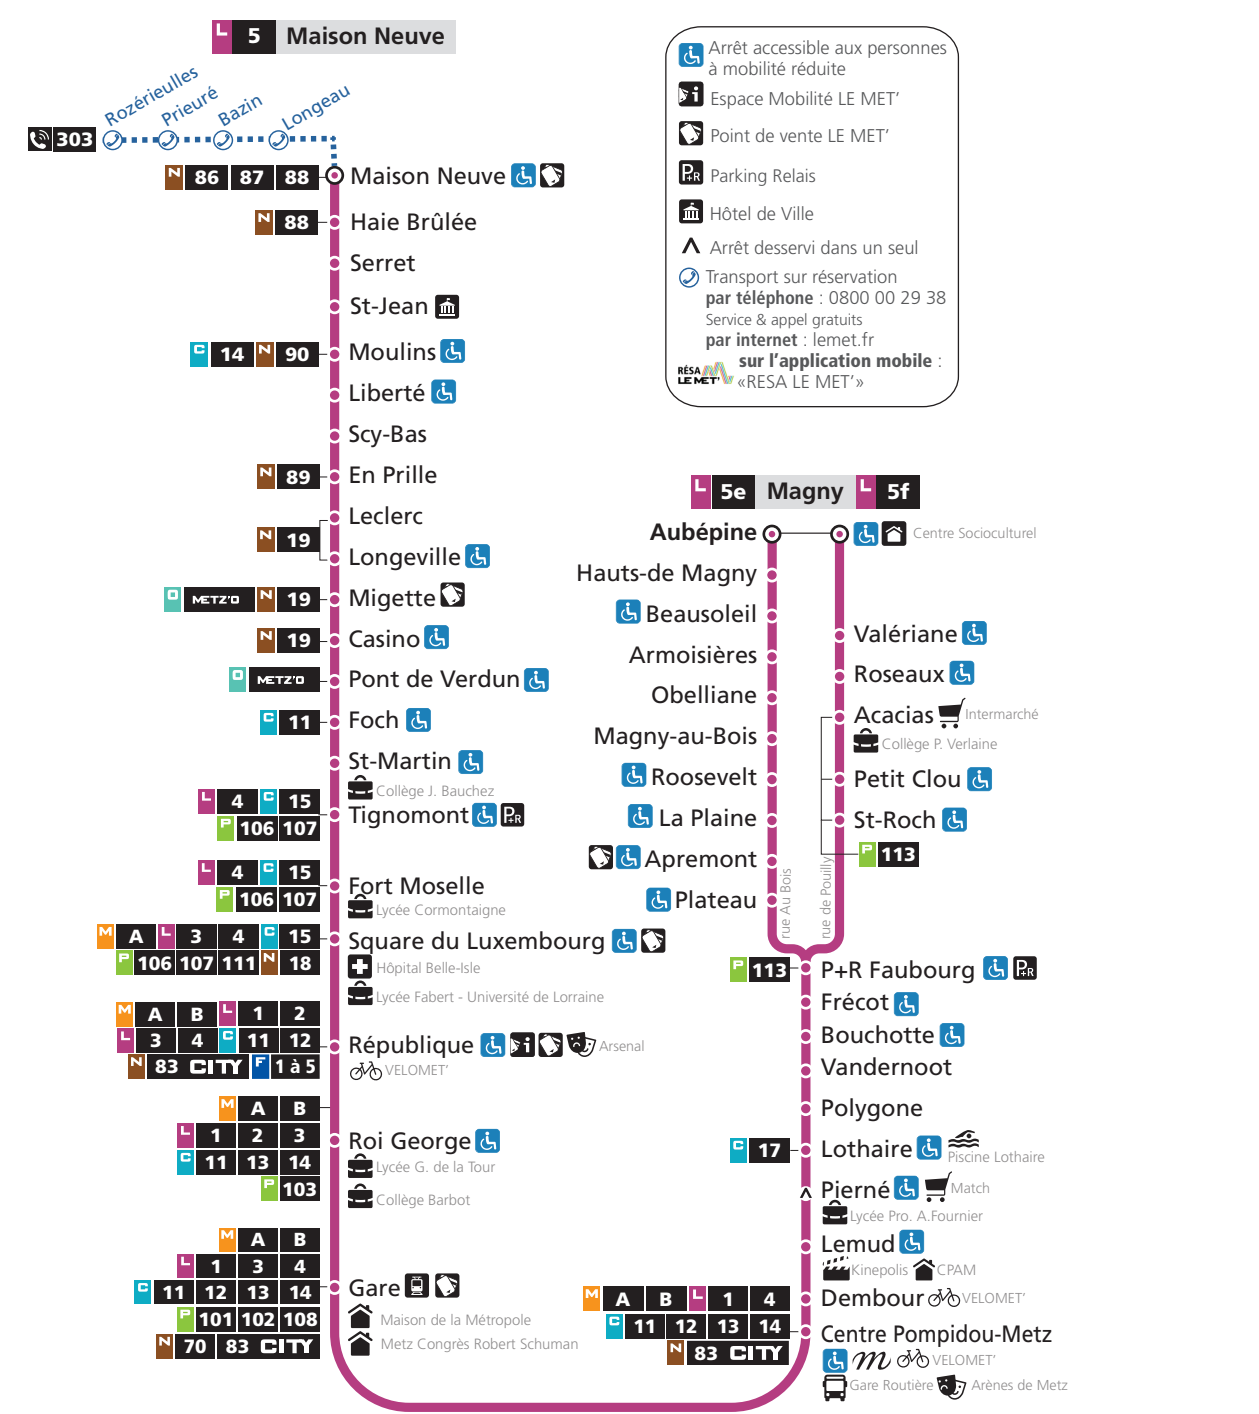 L 5 Maison Neuve
Rozérieulles
Prieuré
Bazin
Longeau
303
N 86 87 88
Maison Neuve
N 88
Haie Brûlée
Serret
St-Jean
C 14 N 90
Moulins
Liberté
Scy-Bas
N 89
En Prille
Leclerc
N 19
Longeville
O METZ'O N 19
Migette
N 19
Casino
O METZ'O
Pont de Verdun
C 11
Foch
St-Martin
Collège J. Bauchez
L 4 C 15
P 106 107
Tignomont P+R
L 4 C 15
P 106 107
Fort Moselle
Lycée Cormontaigne
M A L 3 4 C 15
P 106 107 111 N 18
Square du Luxembourg
Hôpital Belle-Isle
Lycée Fabert - Université de Lorraine
M A B L 1 2
L 3 4 C 11 12
N 83 CITY F 1 à 5
République i Arsenal
VELOMET'
M A B
L 1 2 3
C 11 13 14
P 103
Roi George
Lycée G. de la Tour
Collège Barbot
M A B
L 1 3 4
C 11 12 13 14
P 101 102 108
N 70 83 CITY
Gare
Maison de la Métropole
Metz Congrès Robert Schuman
Arrêt accessible aux personnes
à mobilité réduite
i Espace Mobilité LE MET'
Point de vente LE MET'
P+R Parking Relais
Hôtel de Ville
Arrêt desservi dans un seul
Transport sur réservation
par téléphone : 0800 00 29 38
Service & appel gratuits
par internet : lemet.fr
RÉSA LE MET' sur l'application mobile :
«RESA LE MET'»
L 5e Magny L 5f
Aubépine
Centre Socioculturel
Hauts-de Magny
Beausoleil
Armoisières
Obelliane
Magny-au-Bois
Roosevelt
La Plaine
Apremont
Plateau
rue Au Bois
rue de Pouilly
Valériane
Roseaux
Acacias Intermarché
Collège P. Verlaine
Petit Clou
St-Roch
P 113
P 113
P+R Faubourg P+R
Frécot
Bouchotte
Vandernoot
Polygone
C 17
Lothaire
Piscine Lothaire
Pierné Match
Lycée Pro. A.Fournier
Lemud
Kinepolis CPAM
Dembour VELOMET'
M A B L 1 4
C 11 12 13 14
N 83 CITY
Centre Pompidou-Metz
m VELOMET'
Gare Routière Arènes de Metz